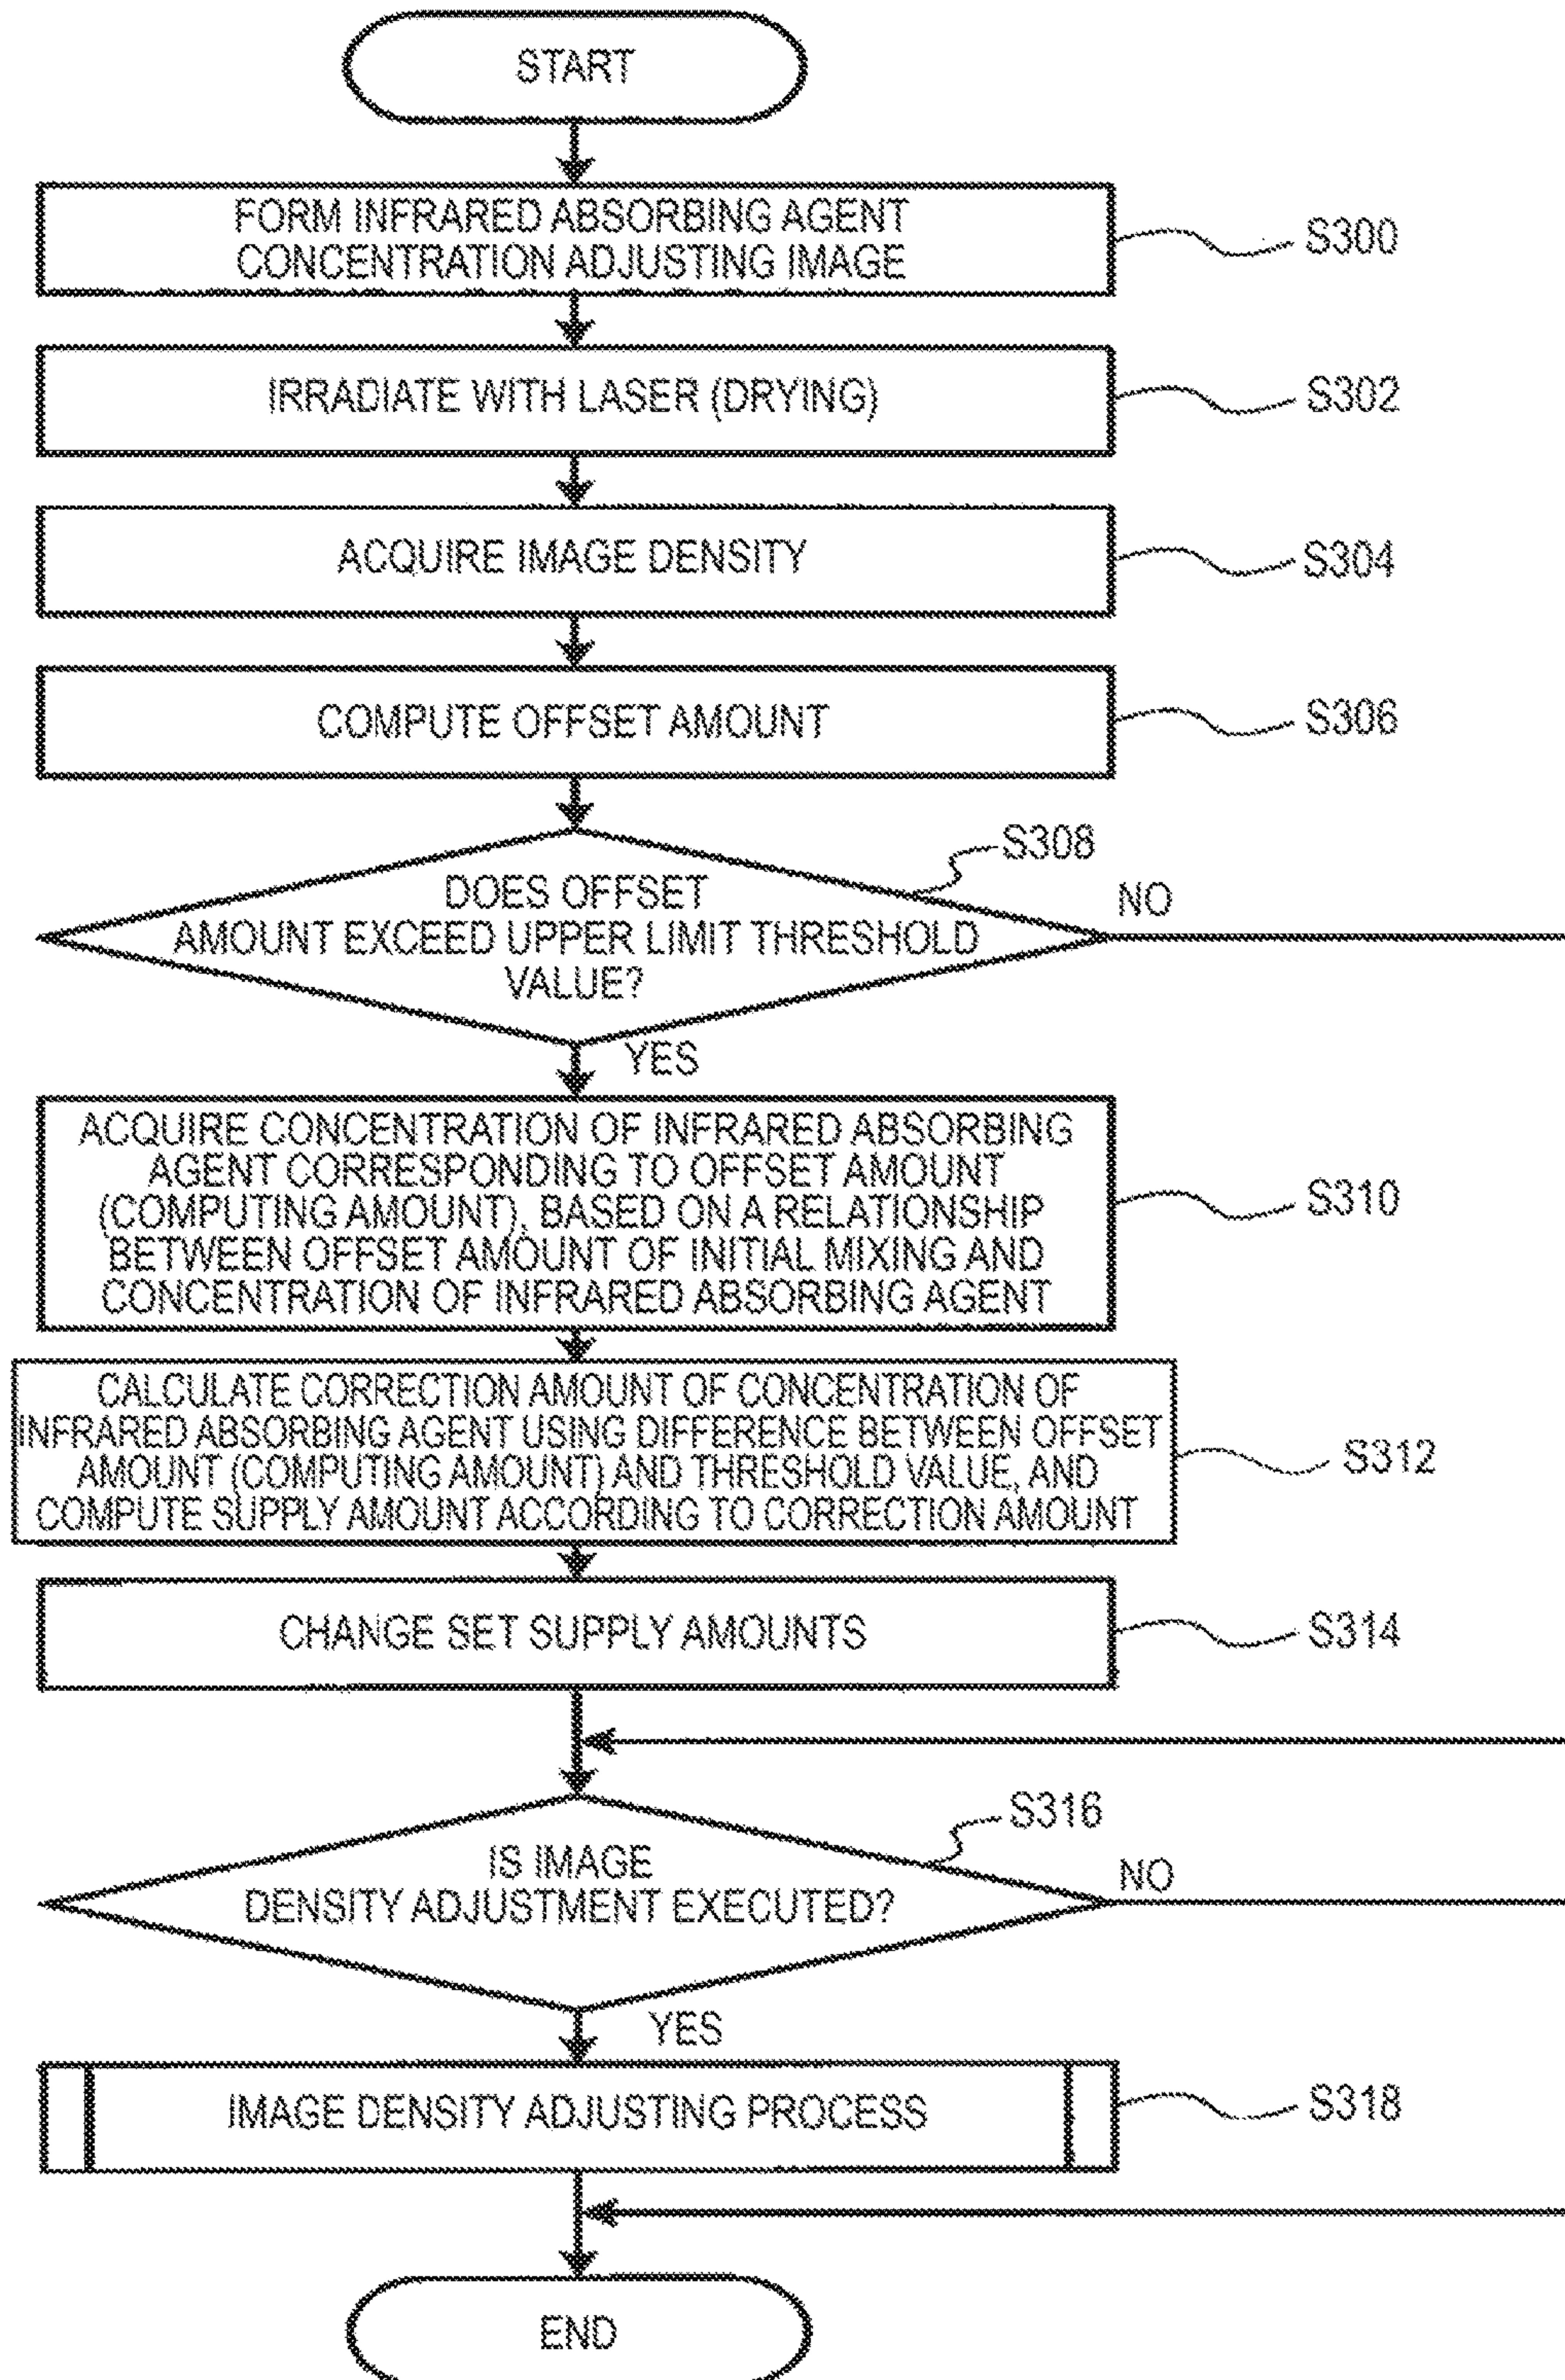 START
FORM INFRARED ABSORBING AGENT
CONCENTRATION ADJUSTING IMAGE
S300
IRRADIATE WITH LASER (DRYING)
S302
ACQUIRE IMAGE DENSITY
S304
COMPUTE OFFSET AMOUNT
S306
S308
DOES OFFSET
AMOUNT EXCEED UPPER LIMIT THRESHOLD
VALUE?
NO
YES
ACQUIRE CONCENTRATION OF INFRARED ABSORBING
AGENT CORRESPONDING TO OFFSET AMOUNT
(COMPUTING AMOUNT), BASED ON A RELATIONSHIP
BETWEEN OFFSET AMOUNT OF INITIAL MIXING AND
CONCENTRATION OF INFRARED ABSORBING AGENT
S310
CALCULATE CORRECTION AMOUNT OF CONCENTRATION OF
INFRARED ABSORBING AGENT USING DIFFERENCE BETWEEN OFFSET
AMOUNT (COMPUTING AMOUNT) AND THRESHOLD VALUE, AND
COMPUTE SUPPLY AMOUNT ACCORDING TO CORRECTION AMOUNT
S312
CHANGE SET SUPPLY AMOUNTS
S314
S316
IS IMAGE
DENSITY ADJUSTMENT EXECUTED?
NO
YES
IMAGE DENSITY ADJUSTING PROCESS
S318
END